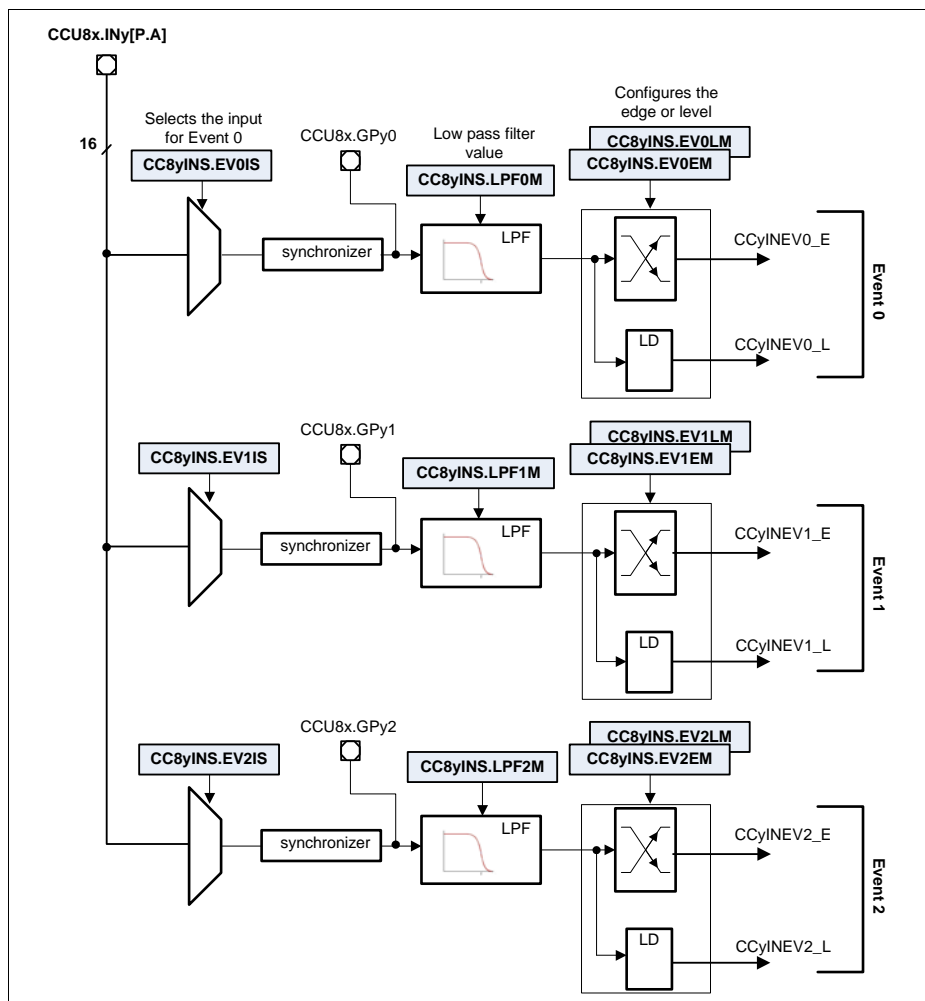 CCU8x.INy[P.A]
16
Selects the input
for Event 0
CC8yINS.EV0IS
CCU8x.GPy0
Low pass filter
value
CC8yINS.LPF0M
Configures the
edge or level
CC8yINS.EV0LM
CC8yINS.EV0EM
synchronizer
LPF
LD
CCyINEV0_E
CCyINEV0_L
Event 0
CC8yINS.EV1IS
CCU8x.GPy1
CC8yINS.LPF1M
CC8yINS.EV1LM
CC8yINS.EV1EM
synchronizer
LPF
LD
CCyINEV1_E
CCyINEV1_L
Event 1
CC8yINS.EV2IS
CCU8x.GPy2
CC8yINS.LPF2M
CC8yINS.EV2LM
CC8yINS.EV2EM
synchronizer
LPF
LD
CCyINEV2_E
CCyINEV2_L
Event 2